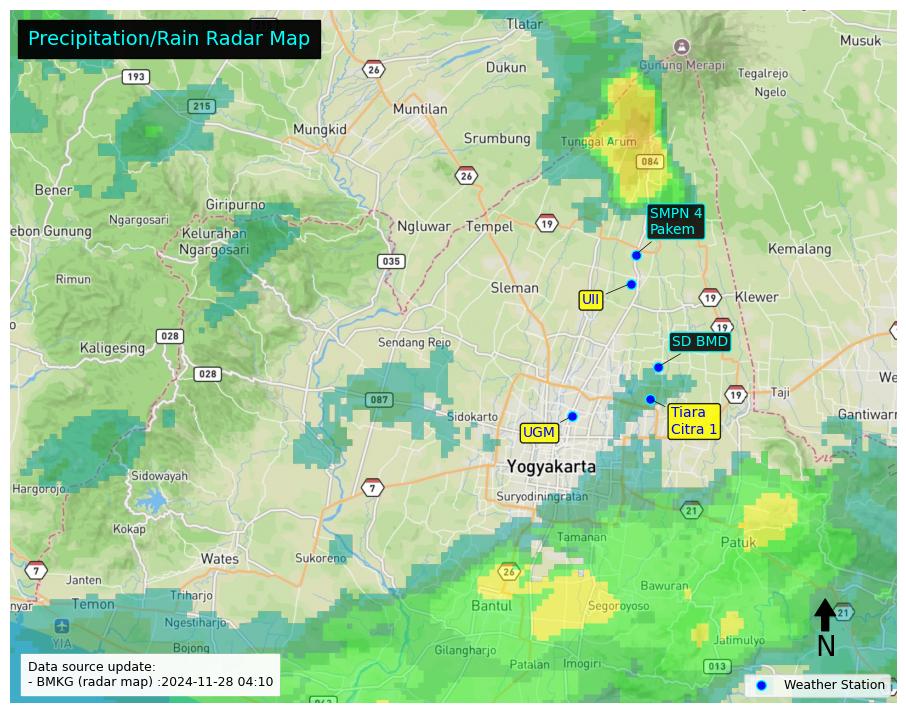 Precipitation/Rain Radar Map
Tlatar
Musuk
Gunung Merapi
Dukun
Tegalrejo
26
193
Ngelo
215
Muntilan
Mungkid
Srumbung
Tunggal Arum
084
26
Bener
Giripurno
SMPN 4
Pakem
Ngargosari
Ngluwar
Tempel
19
ebon Gunung
Kelurahan
Ngargosari
Kemalang
035
Rimun
Sleman
UII
19
Klewer
19
028
Kaligesing
Sendang Rejo
SD BMD
028
We
087
19
Taji
Sidokarto
Tiara
Citra 1
Gantiwarn
UGM
Yogyakarta
Sidowayah
Hargorojo
7
Suryodiningratan
21
Kokap
Tamanan
Patuk
Wates
Sukoreno
7
26
Janten
Bawuran
nyar
Temon
Triharjo
Bantul
Segoroyoso
21
Ngestiharjo
YIA
Jatimulyo
N
Bojong
Gilangharjo
Patalan
Imogiri
013
Data source update:
- BMKG (radar map) :2024-11-28 04:10
Weather Station